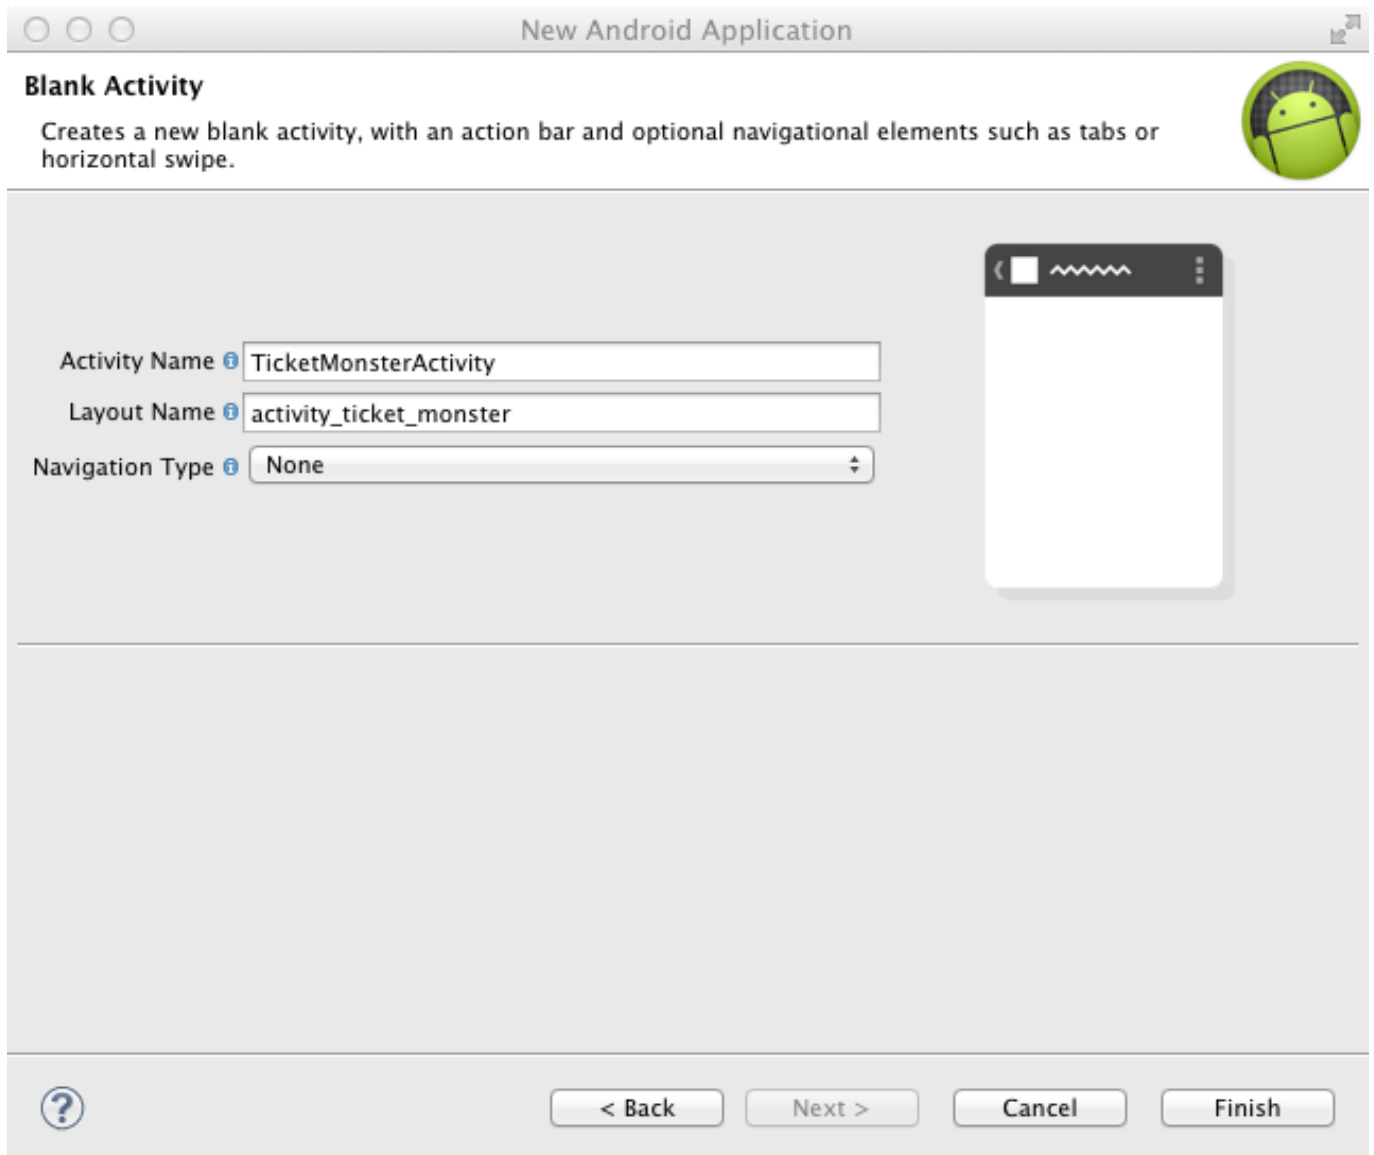 New Android Application
Blank Activity
Creates a new blank activity, with an action bar and optional navigational elements such as tabs or
horizontal swipe.
Activity Name TicketMonsterActivity
Layout Name activity_ticket_monster
Navigation Type None
< Back Next > Cancel Finish